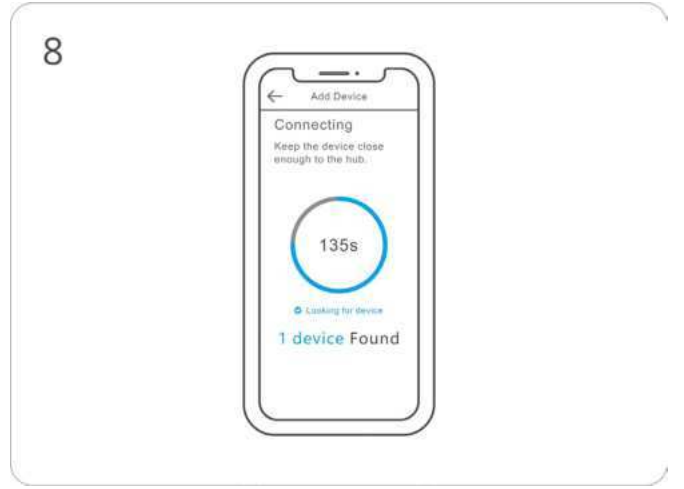 8
Add Device
Connecting
Keep the device close
enough to the hub.
135s
Looking for device
1 device Found